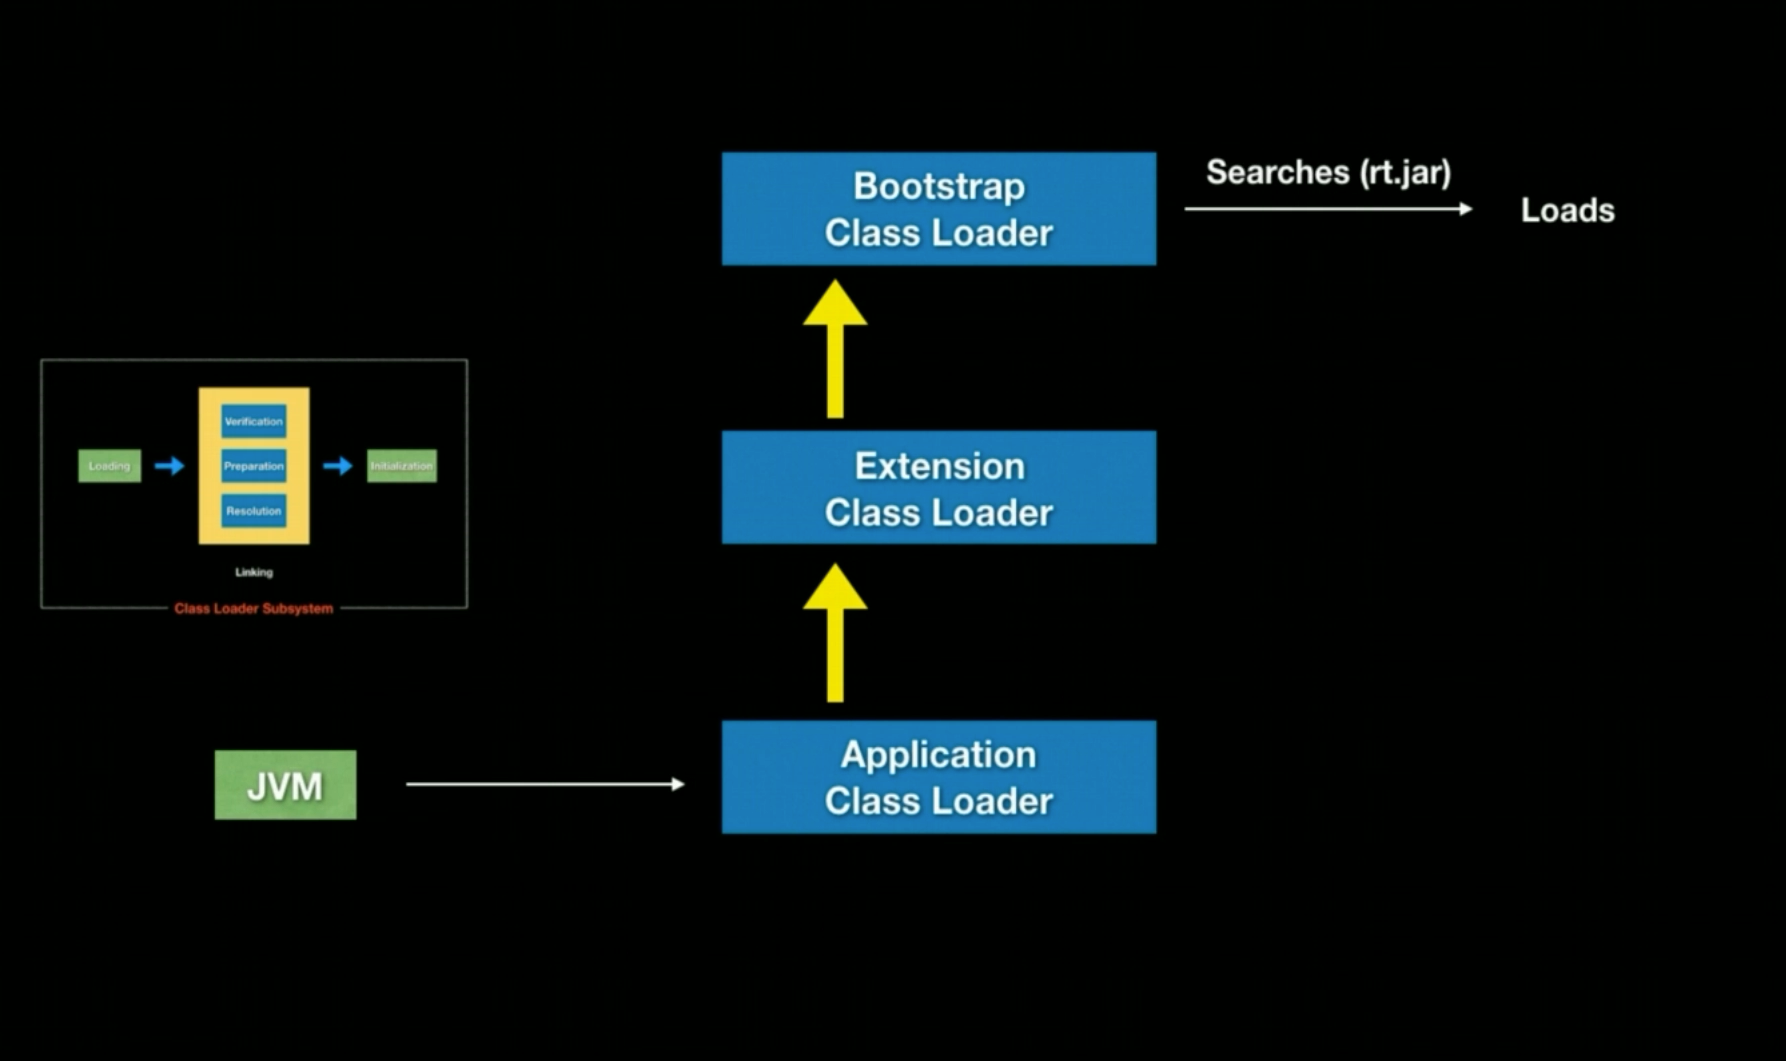 Bootstrap
Class Loader
Searches (rt.jar)
Loads
Extension
Class Loader
Verification
Loading
Preparation
Initialization
Resolution
Linking
Class Loader Subsystem
JVM
Application
Class Loader